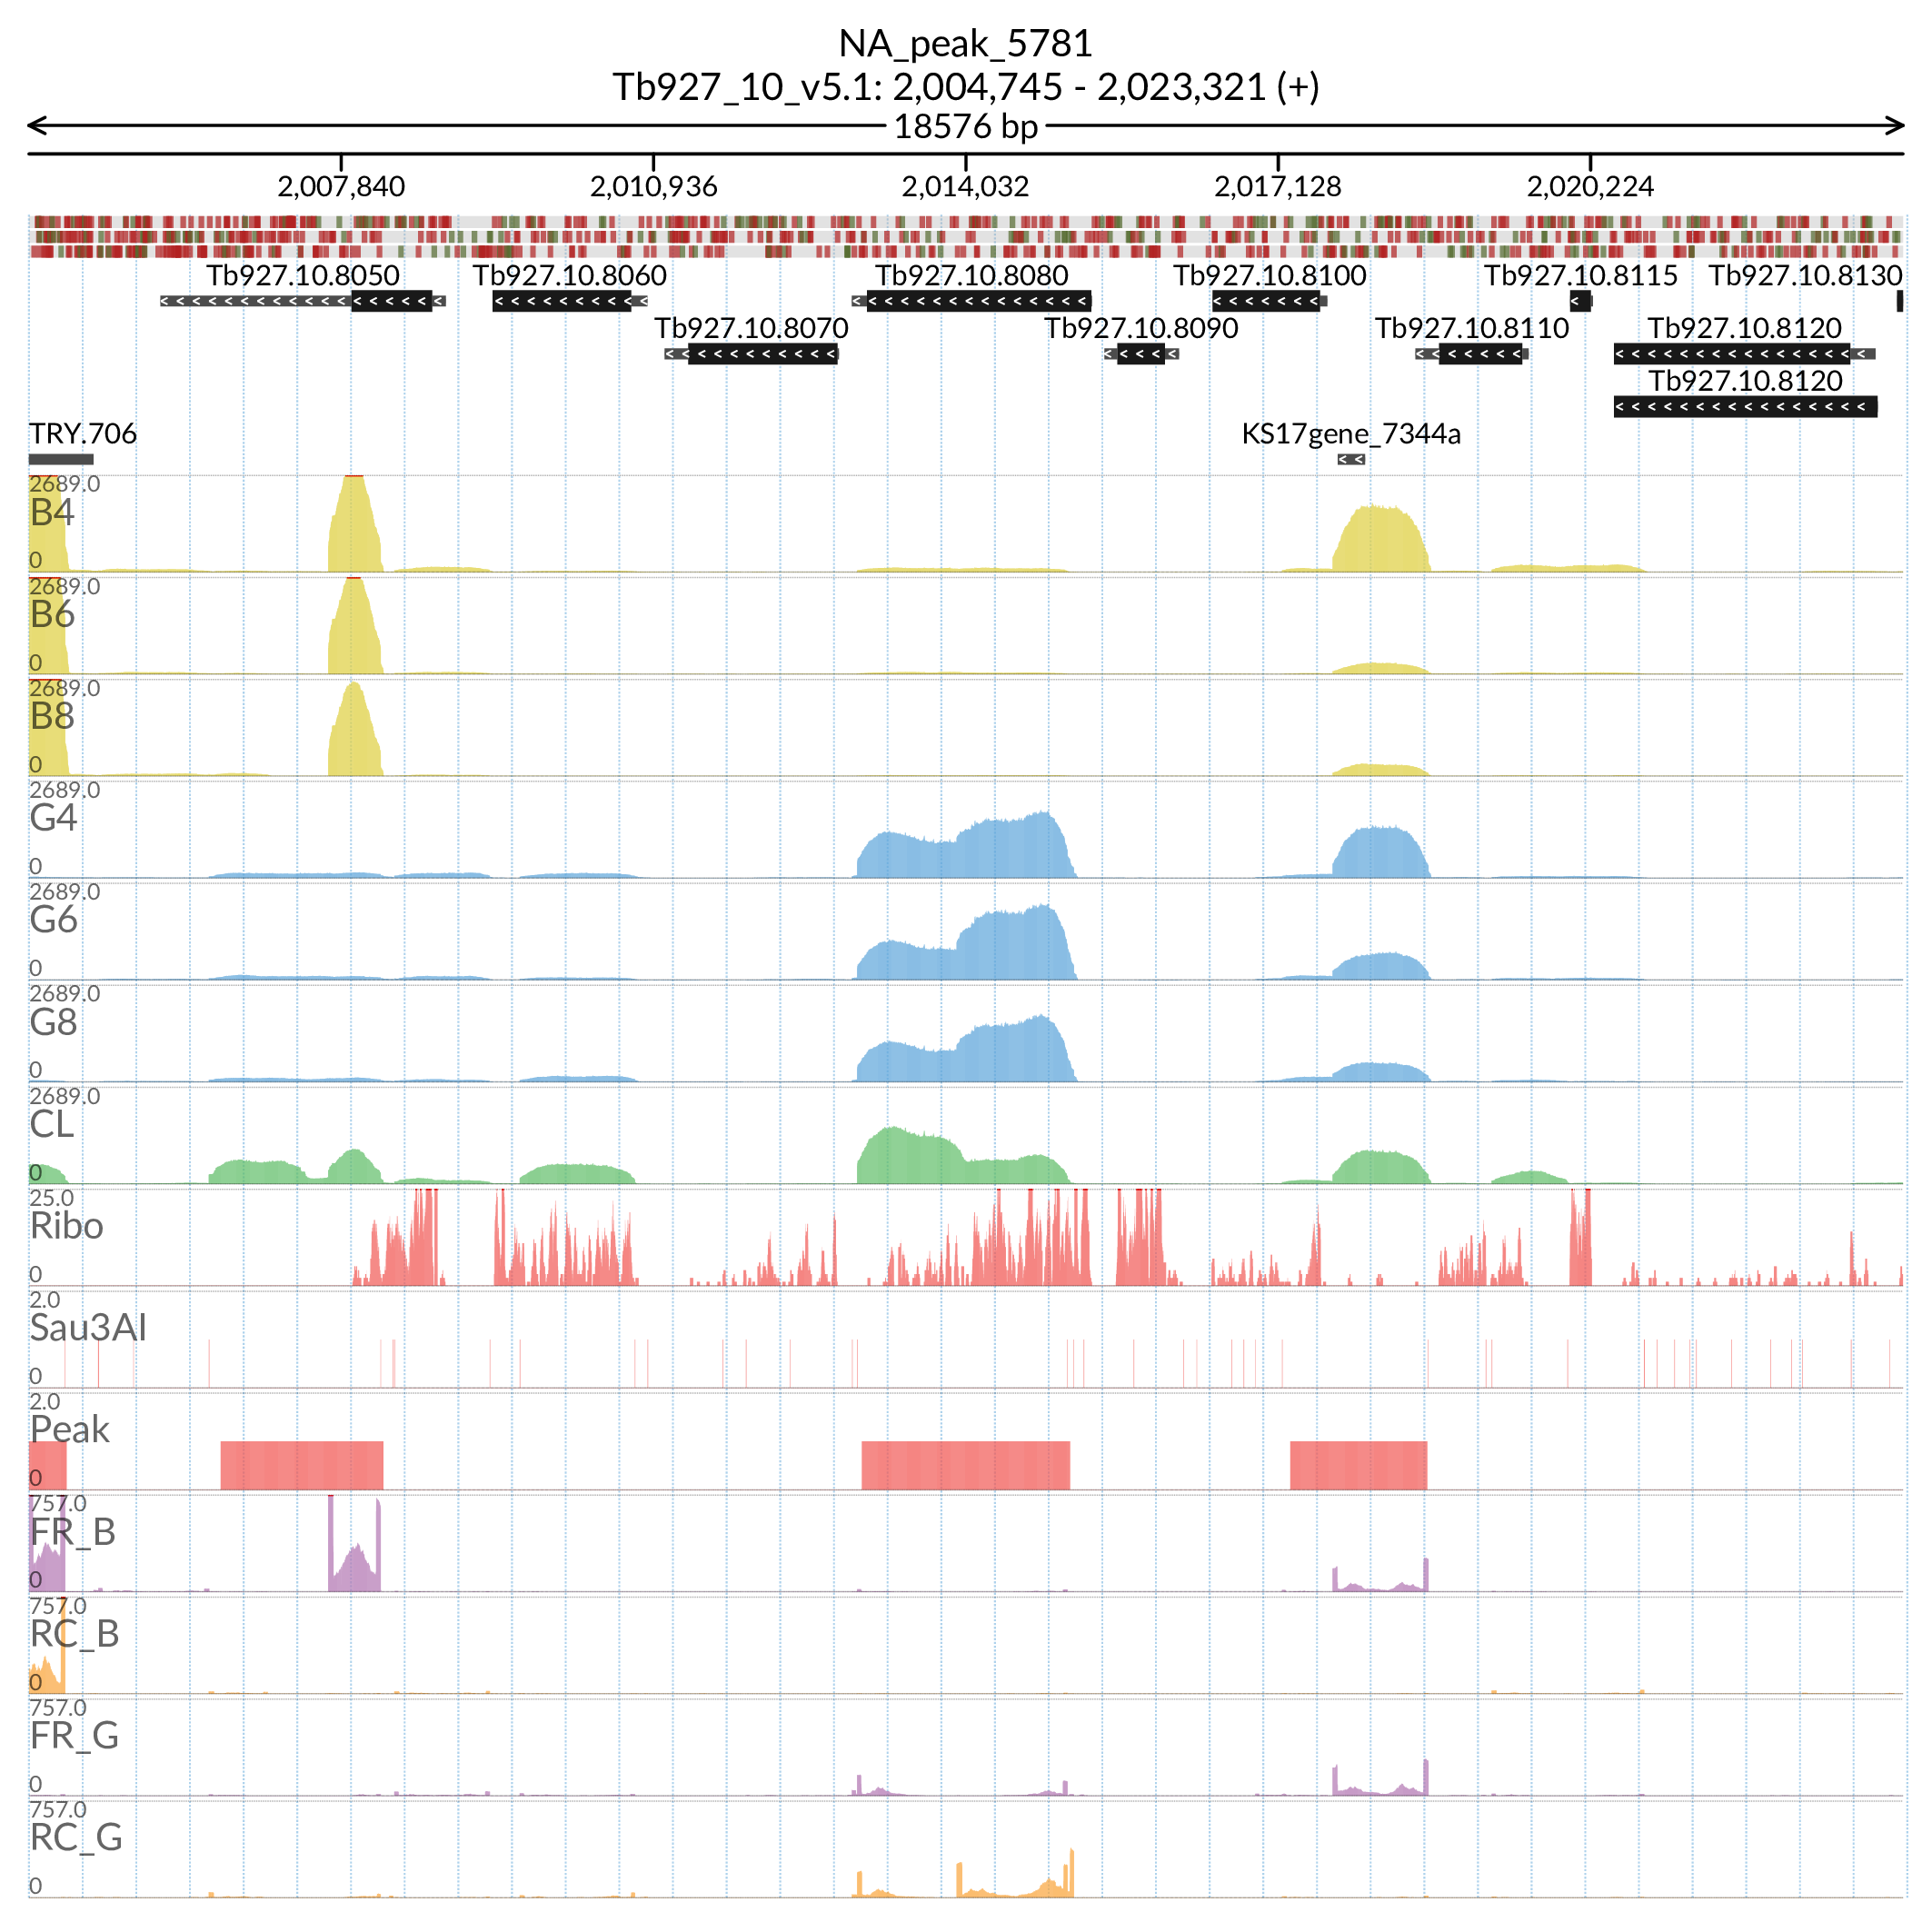 NA_peak_5781
Tb927_10_v5.1: 2,004,745 - 2,023,321 (+)
18576 bp
2,007,840 2,010,936 2,014,032 2,017,128 2,020,224
Tb927.10.8050 Tb927.10.8060 Tb927.10.8080 Tb927.10.8100 Tb927.10.8115 Tb927.10.8130
Tb927.10.8070 Tb927.10.8090 Tb927.10.8110 Tb927.10.8120
Tb927.10.8120
TRY.706 KS17gene_7344a
2689.0
B4
0
2689.0
B6
0
2689.0
B8
0
2689.0
G4
0
2689.0
G6
0
2689.0
G8
0
2689.0
CL
0
25.0
Ribo
0
2.0
Sau3AI
0
2.0
Peak
0
757.0
FR_B
0
757.0
RC_B
0
757.0
FR_G
0
757.0
RC_G
0